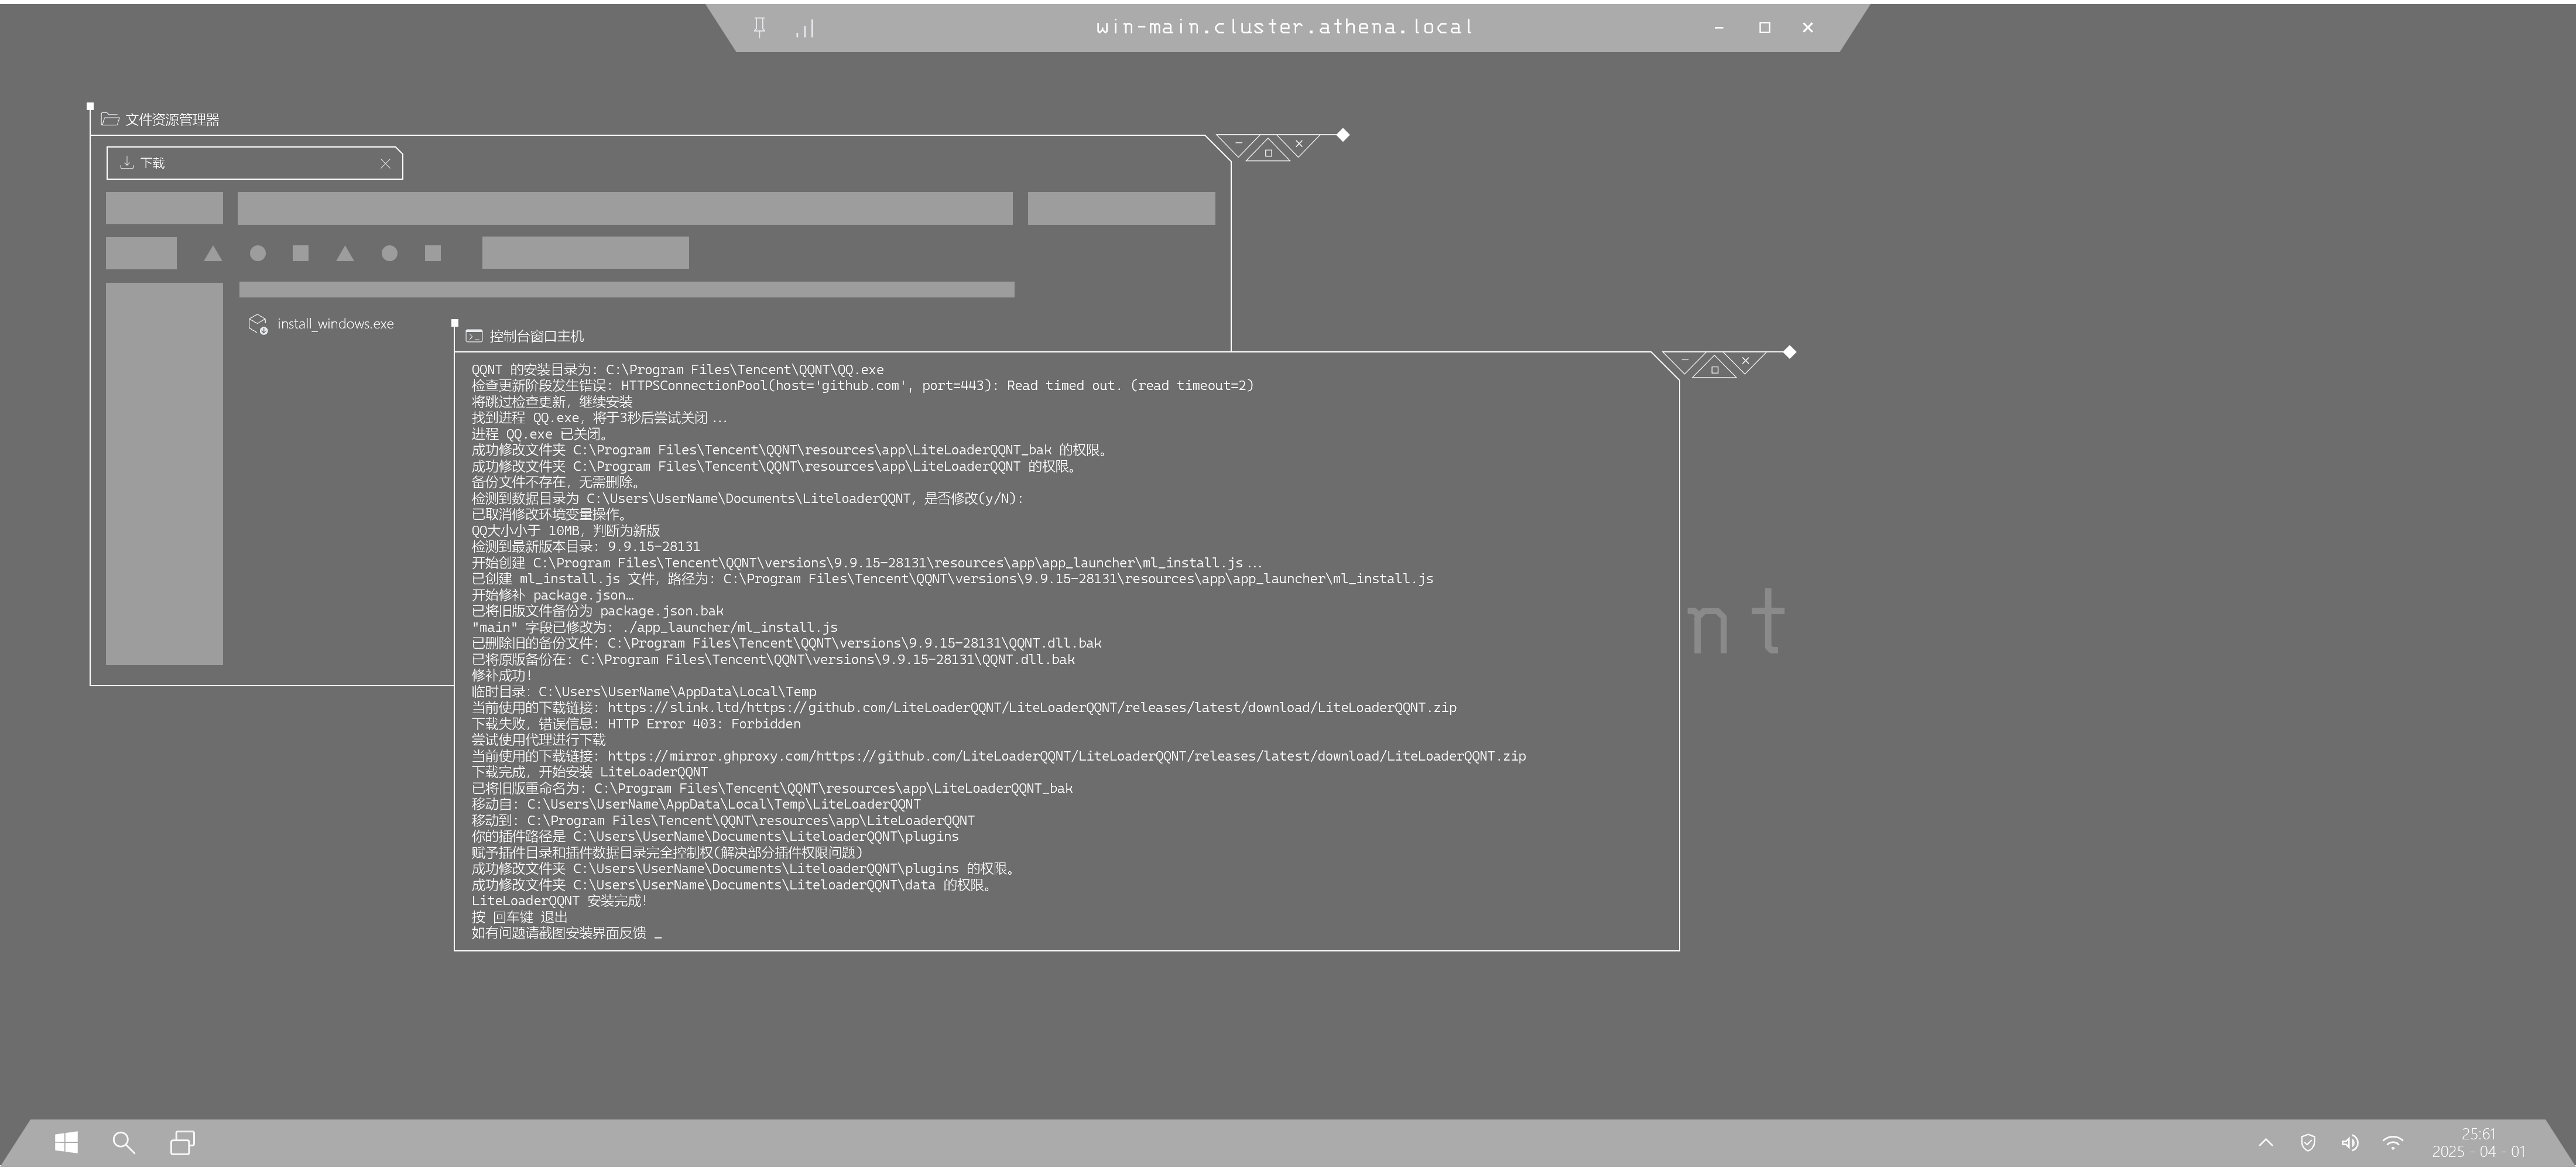 win-main.cluster.athena.local
文件资源管理器
下载
install_windows.exe
控制台窗口主机
QQNT 的安装目录为: C:\Program Files\Tencent\QQNT\QQ.exe
检查更新阶段发生错误: HTTPSConnectionPool(host='github.com', port=443): Read timed out. (read timeout=2)
将跳过检查更新，继续安装
找到进程 QQ.exe，将于3秒后尝试关闭...
进程 QQ.exe 已关闭。
成功修改文件夹 C:\Program Files\Tencent\QQNT\resources\app\LiteLoaderQQNT_bak 的权限。
成功修改文件夹 C:\Program Files\Tencent\QQNT\resources\app\LiteLoaderQQNT 的权限。
备份文件不存在，无需删除。
检测到数据目录为 C:\Users\UserName\Documents\LiteloaderQQNT，是否修改(y/N):
已取消修改环境变量操作。
QQ大小小于 10MB，判断为新版
检测到最新版本目录: 9.9.15-28131
开始创建 C:\Program Files\Tencent\QQNT\versions\9.9.15-28131\resources\app\app_launcher\ml_install.js...
已创建 ml_install.js 文件，路径为: C:\Program Files\Tencent\QQNT\versions\9.9.15-28131\resources\app\app_launcher\ml_install.js
开始修补 package.json…
已将旧版文件备份为 package.json.bak
"main" 字段已修改为: ./app_launcher/ml_install.js
已删除旧的备份文件: C:\Program Files\Tencent\QQNT\versions\9.9.15-28131\QQNT.dll.bak
已将原版备份在: C:\Program Files\Tencent\QQNT\versions\9.9.15-28131\QQNT.dll.bak
修补成功!
临时目录: C:\Users\UserName\AppData\Local\Temp
当前使用的下载链接: https://slink.ltd/https://github.com/LiteLoaderQQNT/LiteLoaderQQNT/releases/latest/download/LiteLoaderQQNT.zip
下载失败，错误信息: HTTP Error 403: Forbidden
尝试使用代理进行下载
当前使用的下载链接: https://mirror.ghproxy.com/https://github.com/LiteLoaderQQNT/LiteLoaderQQNT/releases/latest/download/LiteLoaderQQNT.zip
下载完成，开始安装 LiteLoaderQQNT
已将旧版重命名为: C:\Program Files\Tencent\QQNT\resources\app\LiteLoaderQQNT_bak
移动自: C:\Users\UserName\AppData\Local\Temp\LiteLoaderQQNT
移动到: C:\Program Files\Tencent\QQNT\resources\app\LiteLoaderQQNT
你的插件路径是 C:\Users\UserName\Documents\LiteloaderQQNT\plugins
赋予插件目录和插件数据目录完全控制权(解决部分插件权限问题)
成功修改文件夹 C:\Users\UserName\Documents\LiteloaderQQNT\plugins 的权限。
成功修改文件夹 C:\Users\UserName\Documents\LiteloaderQQNT\data 的权限。
LiteLoaderQQNT 安装完成!
按 回车键 退出
如有问题请截图安装界面反馈 _
nt
25:61
2025 - 04 - 01